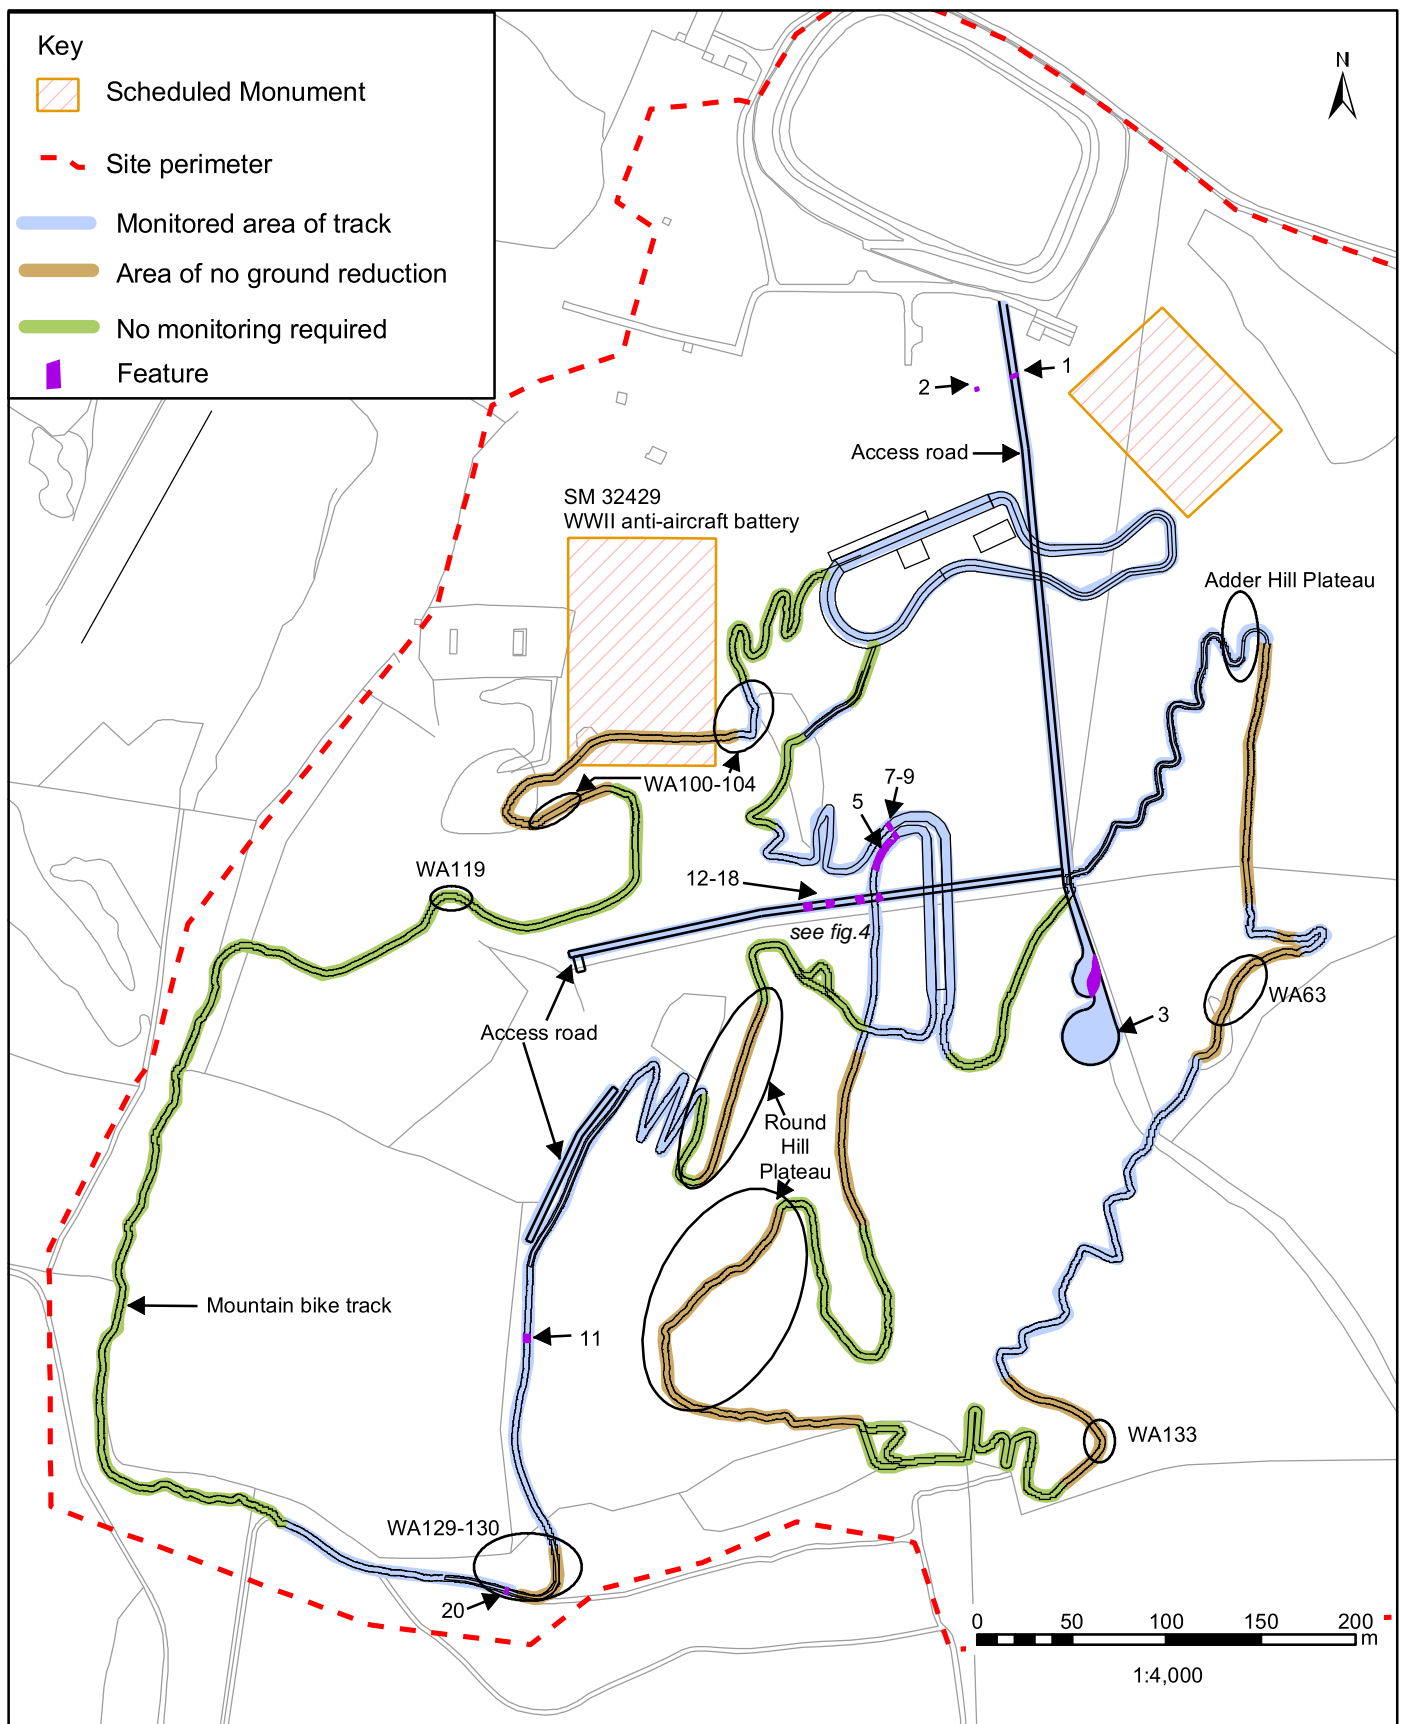 Key
Scheduled Monument
Site perimeter
Monitored area of track
Area of no ground reduction
No monitoring required
Feature
N
1
2
Access road
SM 32429
WWII anti-aircraft battery
Adder Hill Plateau
WA100-104
7-9
5
WA119
12-18
see fig.4
WA63
3
Access road
Round
Hill
Plateau
Mountain bike track
11
WA133
WA129-130
20
0 50 100 150 200
m
1:4,000